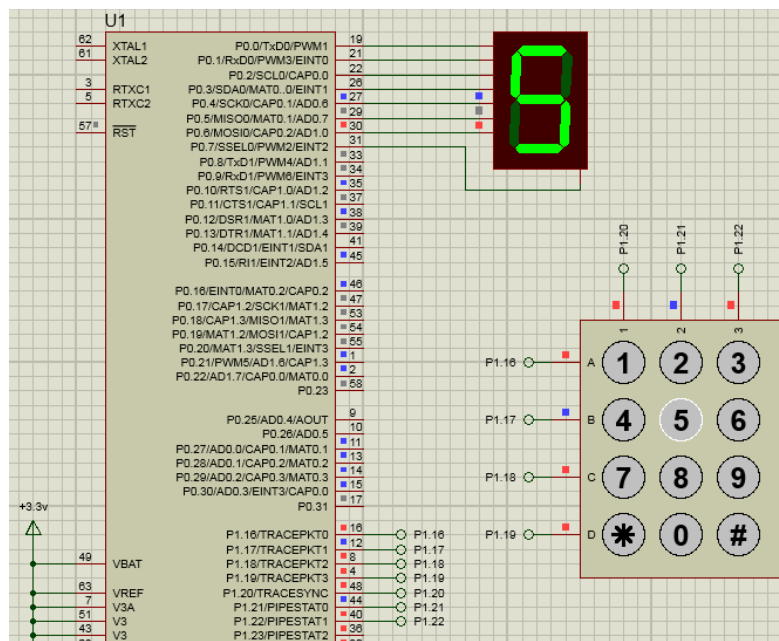 U1
62 XTAL1
61 XTAL2
3 RTXC1
5 RTXC2
57 RST
P0.0/TxD0/PWM1 19
P0.1/RxD0/PWM3/EINT0 21
P0.2/SCL0/CAP0.0 22
P0.3/SDA0/MAT0..0/EINT1 26
P0.4/SCK0/CAP0.1/AD0.6 27
P0.5/MISO0/MAT0.1/AD0.7 29
P0.6/MOSI0/CAP0.2/AD1.0 30
P0.7/SSEL0/PWM2/EINT2 31
P0.8/TxD1/PWM4/AD1.1 33
P0.9/RxD1/PWM6/EINT3 34
P0.10/RTS1/CAP1.0/AD1.2 35
P0.11/CTS1/CAP1.1/SCL1 37
P0.12/DSR1/MAT1.0/AD1.3 38
P0.13/DTR1/MAT1.1/AD1.4 39
P0.14/DCD1/EINT1/SDA1 41
P0.15/RI1/EINT2/AD1.5 45
P0.16/EINT0/MAT0.2/CAP0.2 46
P0.17/CAP1.2/SCK1/MAT1.2 47
P0.18/CAP1.3/MISO1/MAT1.3 53
P0.19/MAT1.2/MOSI1/CAP1.2 54
P0.20/MAT1.3/SSEL1/EINT3 55
P0.21/PWM5/AD1.6/CAP1.3 1
P0.22/AD1.7/CAP0.0/MAT0.0 2
P0.23 58
P0.25/AD0.4/AOUT 9
P0.26/AD0.5 10
P0.27/AD0.0/CAP0.1/MAT0.1 11
P0.28/AD0.1/CAP0.2/MAT0.2 13
P0.29/AD0.2/CAP0.3/MAT0.3 14
P0.30/AD0.3/EINT3/CAP0.0 15
P0.31 17
P1.16/TRACEPKT0 16 P1.16
P1.17/TRACEPKT1 12 P1.17
P1.18/TRACEPKT2 8 P1.18
P1.19/TRACEPKT3 4 P1.19
P1.20/TRACESYNC 48 P1.20
P1.21/PIPESTAT0 44 P1.21
P1.22/PIPESTAT1 40 P1.22
P1.23/PIPESTAT2 36
+3.3v
49 VBAT
63 VREF
7 V3A
51 V3
43 V3
5
P1.20 P1.21 P1.22
1 2 3
P1.16 A 1 2 3
P1.17 B 4 5 6
P1.18 C 7 8 9
P1.19 D * 0 #